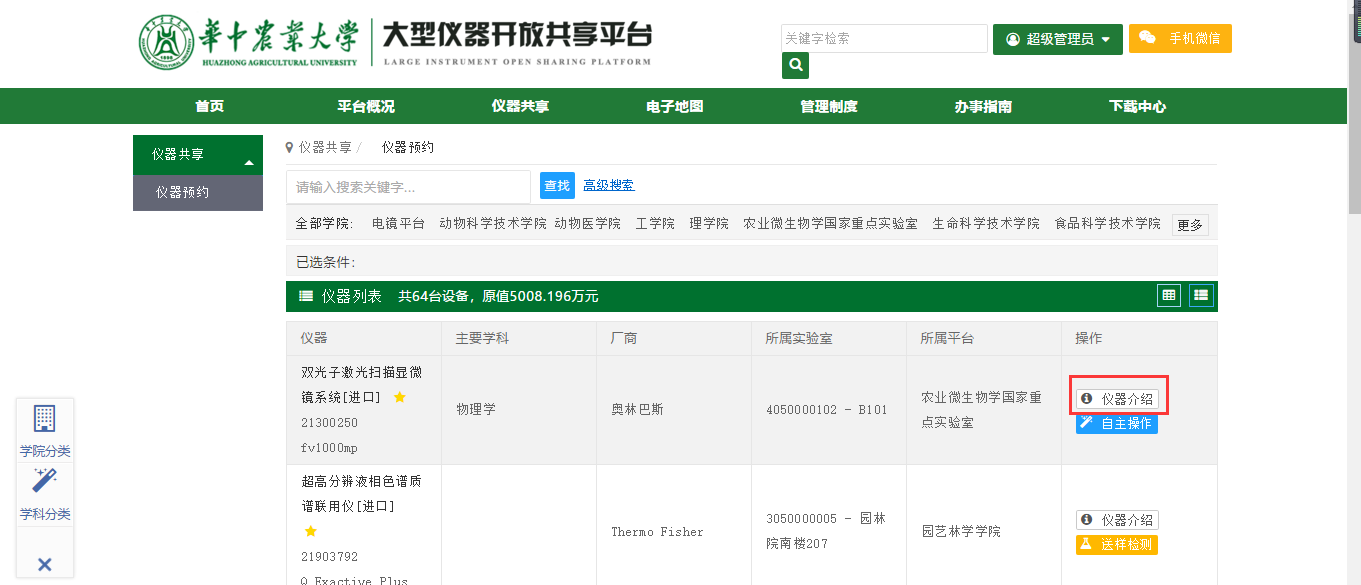 華中农业大学
HUAZHONG AGRICULTURAL UNIVERSITY
大型仪器开放共享平台
LARGE INSTRUMENT OPEN SHARING PLATFORM
关键字检索
超级管理员
手机微信
首页 平台概况 仪器共享 电子地图 管理制度 办事指南 下载中心
仪器共享
仪器预约
仪器共享 / 仪器预约
请输入搜索关键字...
查找
高级搜索
全部学院: 电镜平台 动物科学技术学院 动物医学院 工学院 理学院 农业微生物学国家重点实验室 生命科学技术学院 食品科学技术学院 更多
已选条件:
仪器列表 共64台设备，原值5008.196万元
仪器 主要学科 厂商 所属实验室 所属平台 操作
双光子激光扫描显微
镜系统[进口]
21300250
fv1000mp
物理学
奥林巴斯
4050000102 - B101
农业微生物学国家重
点实验室
仪器介绍
自主操作
超高分辨液相色谱质
谱联用仪[进口]
21903792
Q Exactive Plus
Thermo Fisher
3050000005 - 园林
院南楼207
园艺林学学院
仪器介绍
送样检测
学院分类
学科分类